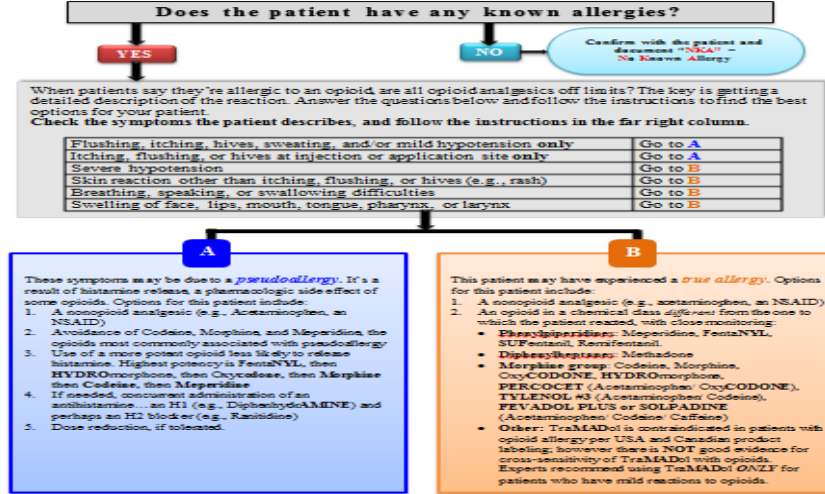 Does the patient have any known allergies?
YES
NO
Confirm with the patient and
document "NKA" –
No Known Allergy
When patients say they're allergic to an opioid, are all opioid analgesics off limits? The key is getting a
detailed description of the reaction. Answer the questions below and follow the instructions to find the best
options for your patient.
Check the symptoms the patient describes, and follow the instructions in the far right column.
Flushing, itching, hives, sweating, and/or mild hypotension only
Go to A
Itching, flushing, or hives at injection or application site only
Go to A
Severe hypotension
Go to B
Skin reaction other than itching, flushing, or hives (e.g., rash)
Go to B
Breathing, speaking, or swallowing difficulties
Go to B
Swelling of face, lips, mouth, tongue, pharynx, or larynx
Go to B
A
These symptoms may be due to a pseudoallergy. It's a
result of histamine release, a pharmacologic side effect of
some opioids. Options for this patient include:
1. A nonopioid analgesic (e.g., Acetaminophen, an
NSAID)
2. Avoidance of Codeine, Morphine, and Meperidine, the
opioids most commonly associated with pseudoallergy
3. Use of a more potent opioid less likely to release
histamine. Highest potency is FentaNYL, then
HYDROmorphone, then Oxycodone, then Morphine
then Codeine, then Meperidine
4. If needed, concurrent administration of an
antihistamine...an H1 (e.g., DiphenhydrAMINE) and
perhaps an H2 blocker (e.g., Ranitidine)
5. Dose reduction, if tolerated.
B
This patient may have experienced a true allergy. Options
for this patient include:
1. A nonopioid analgesic (e.g., acetaminophen, an NSAID)
2. An opioid in a chemical class different from the one to
which the patient reacted, with close monitoring:
• Phenylpiperidines: Meperidine, FentaNYL,
SUFentanil, Remifentanil.
• Diphenylheptanes: Methadone
• Morphine group: Codeine, Morphine,
OxyCODONE, HYDROmorphone,
PERCOCET (Acetaminophen/ OxyCODONE),
TYLENOL #3 (Acetaminophen/ Codeine),
FEVADOL PLUS or SOLPADINE
(Acetaminophen/ Codeine/ Caffeine)
• Other: TraMADol is contraindicated in patients with
opioid allergy per USA and Canadian product
labeling; however there is NOT good evidence for
cross-sensitivity of TraMADol with opioids.
Experts recommend using TraMADol ONLY for
patients who have mild reactions to opioids.